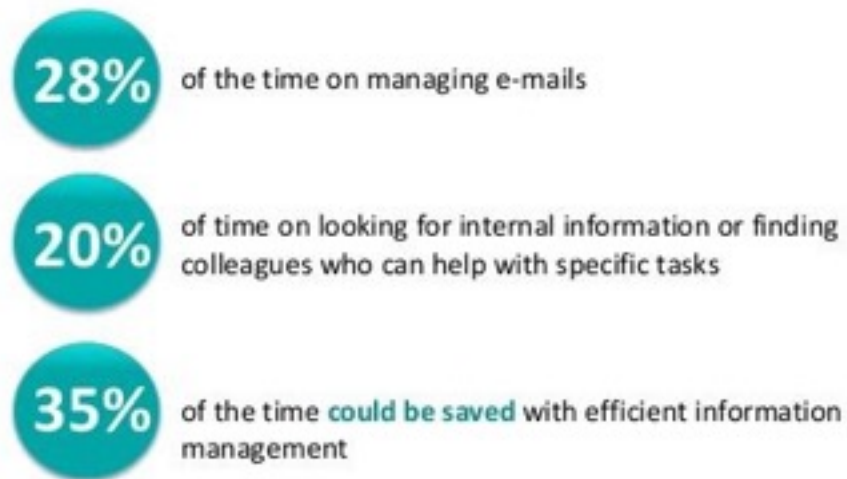 28%
of the time on managing e-mails
20%
of time on looking for internal information or finding
colleagues who can help with specific tasks
35%
of the time could be saved with efficient information
management